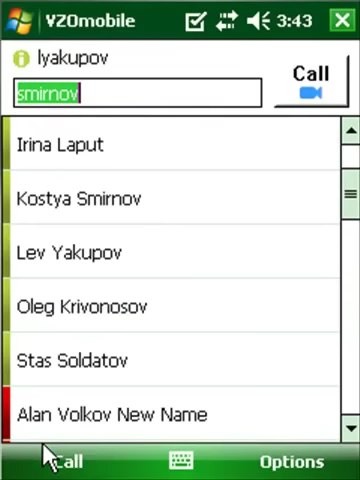 VZOmobile 3:43
lyakupov
smirnov
Call
Irina Laput
Kostya Smirnov
Lev Yakupov
Oleg Krivonosov
Stas Soldatov
Alan Volkov New Name
Call Options